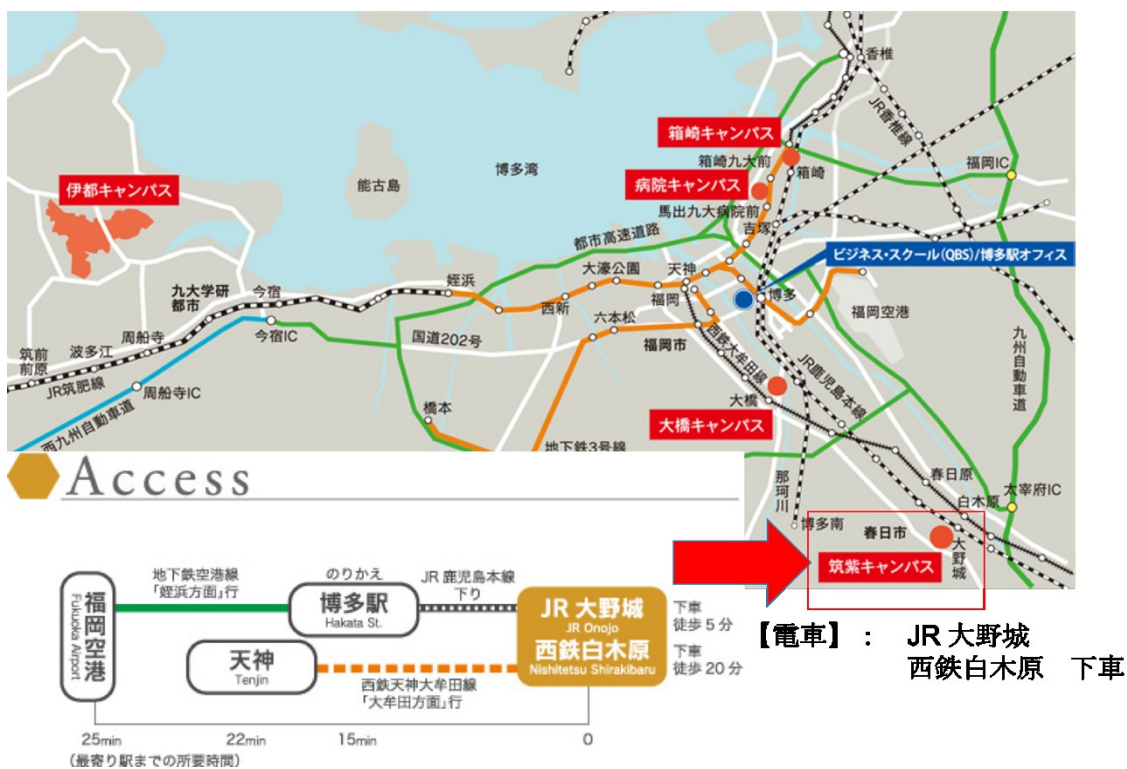 香椎
JR香椎線
箱崎キャンパス
箱崎九大前
箱崎
福岡IC
病院キャンパス
馬出九大病院前
吉塚
博多湾
能古島
伊都キャンパス
都市高速道路
ビジネス・スクール(QBS)/博多駅オフィス
大濠公園
天神
姪浜
西新
福岡
博多
福岡空港
九大学研
都市
今宿
六本松
国道202号
今宿IC
福岡市
西鉄大牟田線
JR鹿児島本線
九州自動車道
周船寺
波多江
筑前
前原
JR筑肥線
周船寺IC
西九州自動車道
橋本
地下鉄3号線
大橋
大橋キャンパス
那珂川
春日原
白木原
太宰府IC
博多南
春日市
大野城
筑紫キャンパス
Access
福岡空港
Fukuoka Airport
地下鉄空港線
「姪浜方面」行
のりかえ
博多駅
Hakata St.
JR 鹿児島本線
下り
天神
Tenjin
西鉄天神大牟田線
「大牟田方面」行
JR 大野城
JR Onojo
西鉄白木原
Nishitetsu Shirakibaru
下車
徒歩 5 分
下車
徒歩 20 分
25min
22min
15min
0
(最寄り駅までの所要時間)
【電車】 : JR 大野城
西鉄白木原 下車